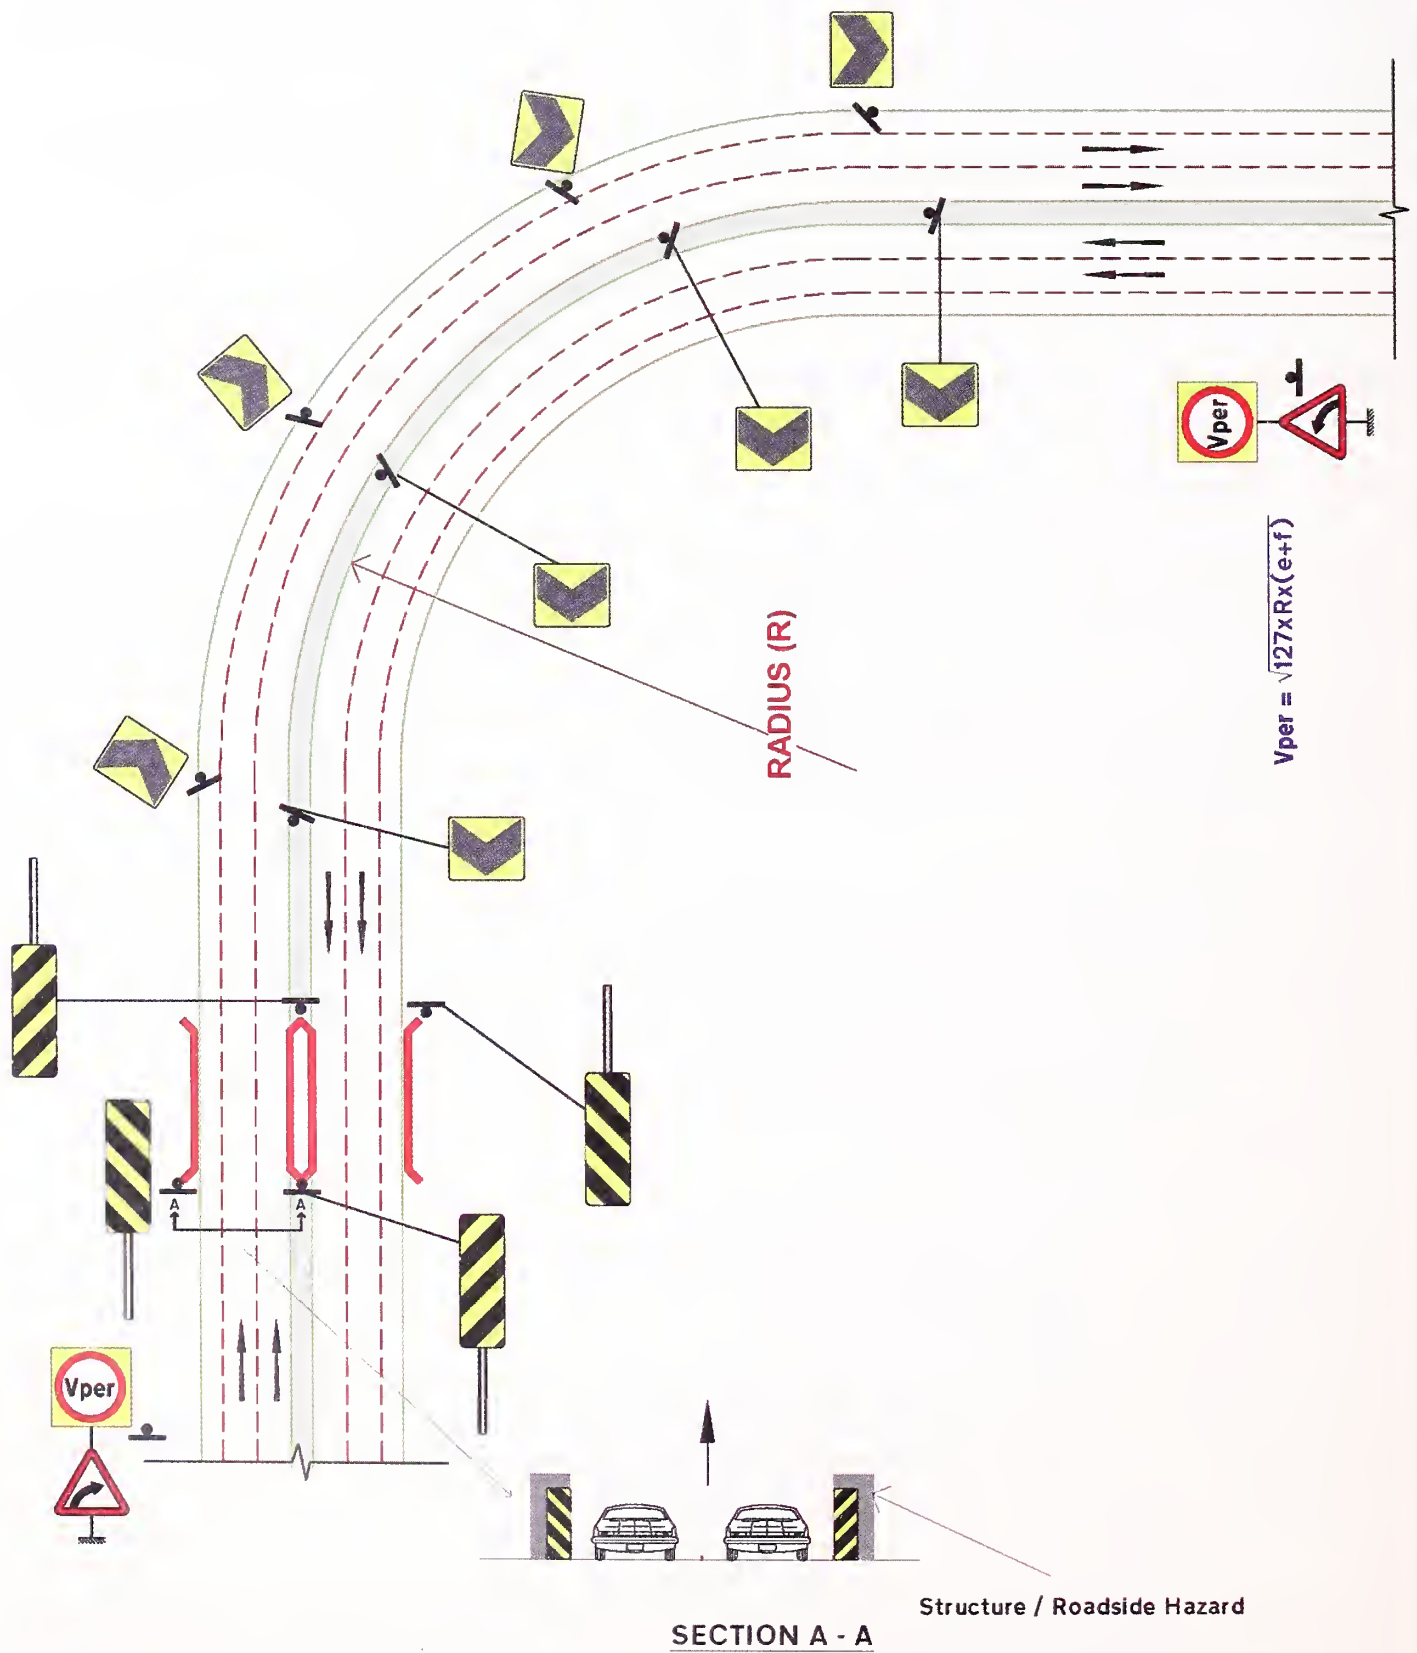 Vper
Vper = √127xRx(e+f)
RADIUS (R)
A
A
Vper
Structure / Roadside Hazard
SECTION A - A